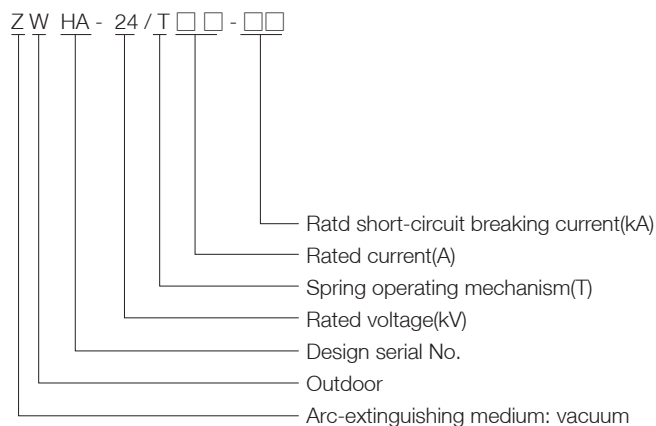 Z W HA - 24 / T □ □ - □□
Ratd short-circuit breaking current(kA)
Rated current(A)
Spring operating mechanism(T)
Rated voltage(kV)
Design serial No.
Outdoor
Arc-extinguishing medium: vacuum